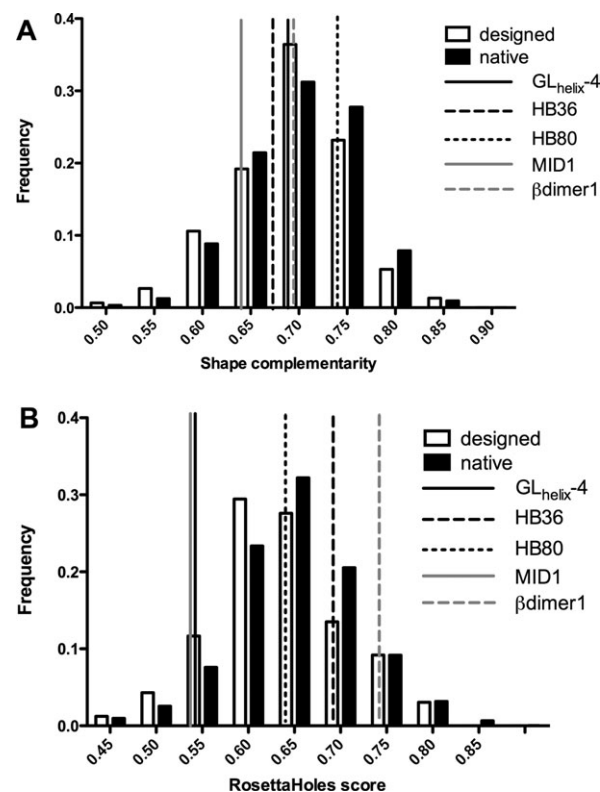 A
0.4
0.3
0.2
0.1
0.0
Frequency
0.50 0.55 0.60 0.65 0.70 0.75 0.80 0.85 0.90
Shape complementarity
designed
native
GLhelix-4
HB36
HB80
MID1
βdimer1
B
0.4
0.3
0.2
0.1
0.0
Frequency
0.45 0.50 0.55 0.60 0.65 0.70 0.75 0.80 0.85
RosettaHoles score
designed
native
GLhelix-4
HB36
HB80
MID1
βdimer1